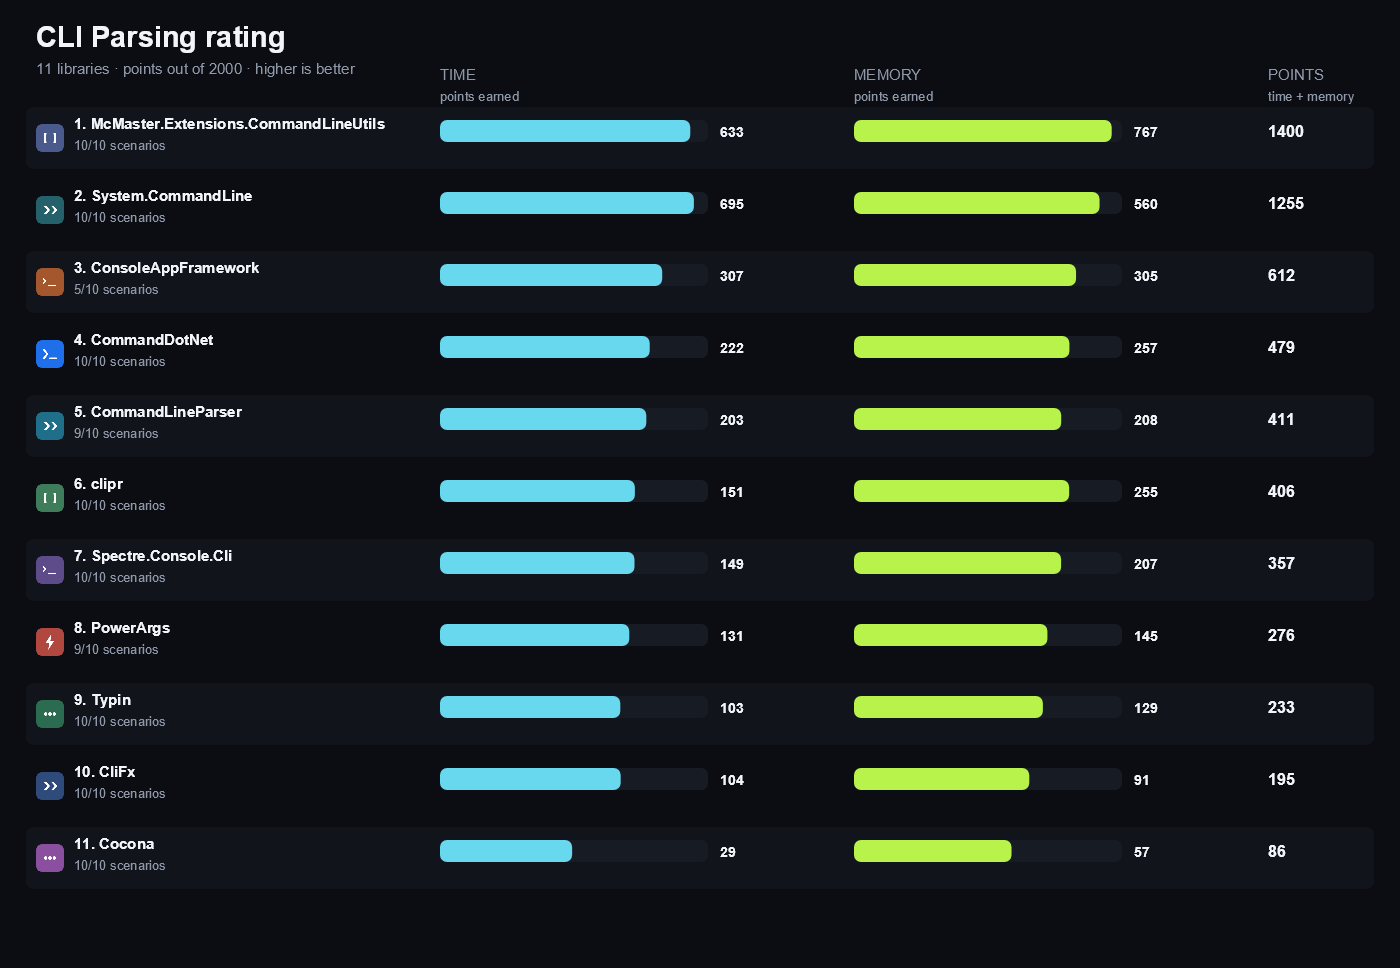 CLI Parsing rating
11 libraries · points out of 2000 · higher is better
TIME
points earned
MEMORY
points earned
POINTS
time + memory
1. McMaster.Extensions.CommandLineUtils
10/10 scenarios
633
767
1400
2. System.CommandLine
10/10 scenarios
695
560
1255
3. ConsoleAppFramework
5/10 scenarios
307
305
612
4. CommandDotNet
10/10 scenarios
222
257
479
5. CommandLineParser
9/10 scenarios
203
208
411
6. clipr
10/10 scenarios
151
255
406
7. Spectre.Console.Cli
10/10 scenarios
149
207
357
8. PowerArgs
9/10 scenarios
131
145
276
9. Typin
10/10 scenarios
103
129
233
10. CliFx
10/10 scenarios
104
91
195
11. Cocona
10/10 scenarios
29
57
86